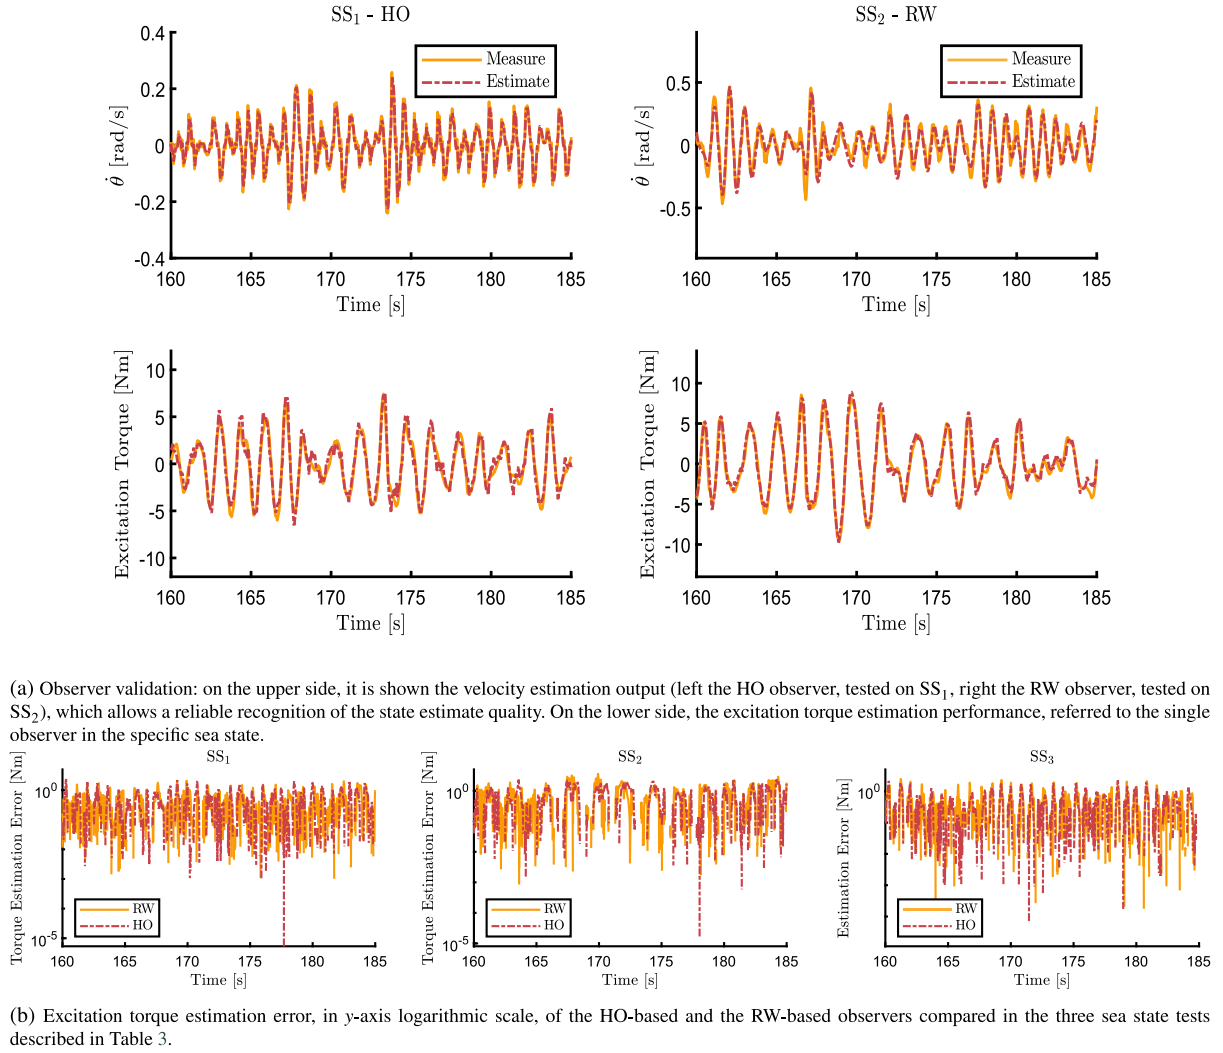 SS1 - HO
SS2 - RW
0.4
0.2
0
-0.2
-0.4
θ̇ [rad/s]
Measure
Estimate
160 165 170 175 180 185
Time [s]
0.5
0
-0.5
θ̇ [rad/s]
Measure
Estimate
160 165 170 175 180 185
Time [s]
10
5
0
-5
-10
Excitation Torque [Nm]
160 165 170 175 180 185
Time [s]
10
5
0
-5
-10
Excitation Torque [Nm]
160 165 170 175 180 185
Time [s]
(a) Observer validation: on the upper side, it is shown the velocity estimation output (left the HO observer, tested on SS1, right the RW observer, tested on
SS2), which allows a reliable recognition of the state estimate quality. On the lower side, the excitation torque estimation performance, referred to the single
observer in the specific sea state.
SS1
Torque Estimation Error [Nm]
10^0
10^-5
RW
HO
160 165 170 175 180 185
Time [s]
SS2
Torque Estimation Error [Nm]
10^0
10^-5
RW
HO
160 165 170 175 180 185
Time [s]
SS3
Estimation Error [Nm]
10^0
RW
HO
160 165 170 175 180 185
Time [s]
(b) Excitation torque estimation error, in y-axis logarithmic scale, of the HO-based and the RW-based observers compared in the three sea state tests
described in Table 3.